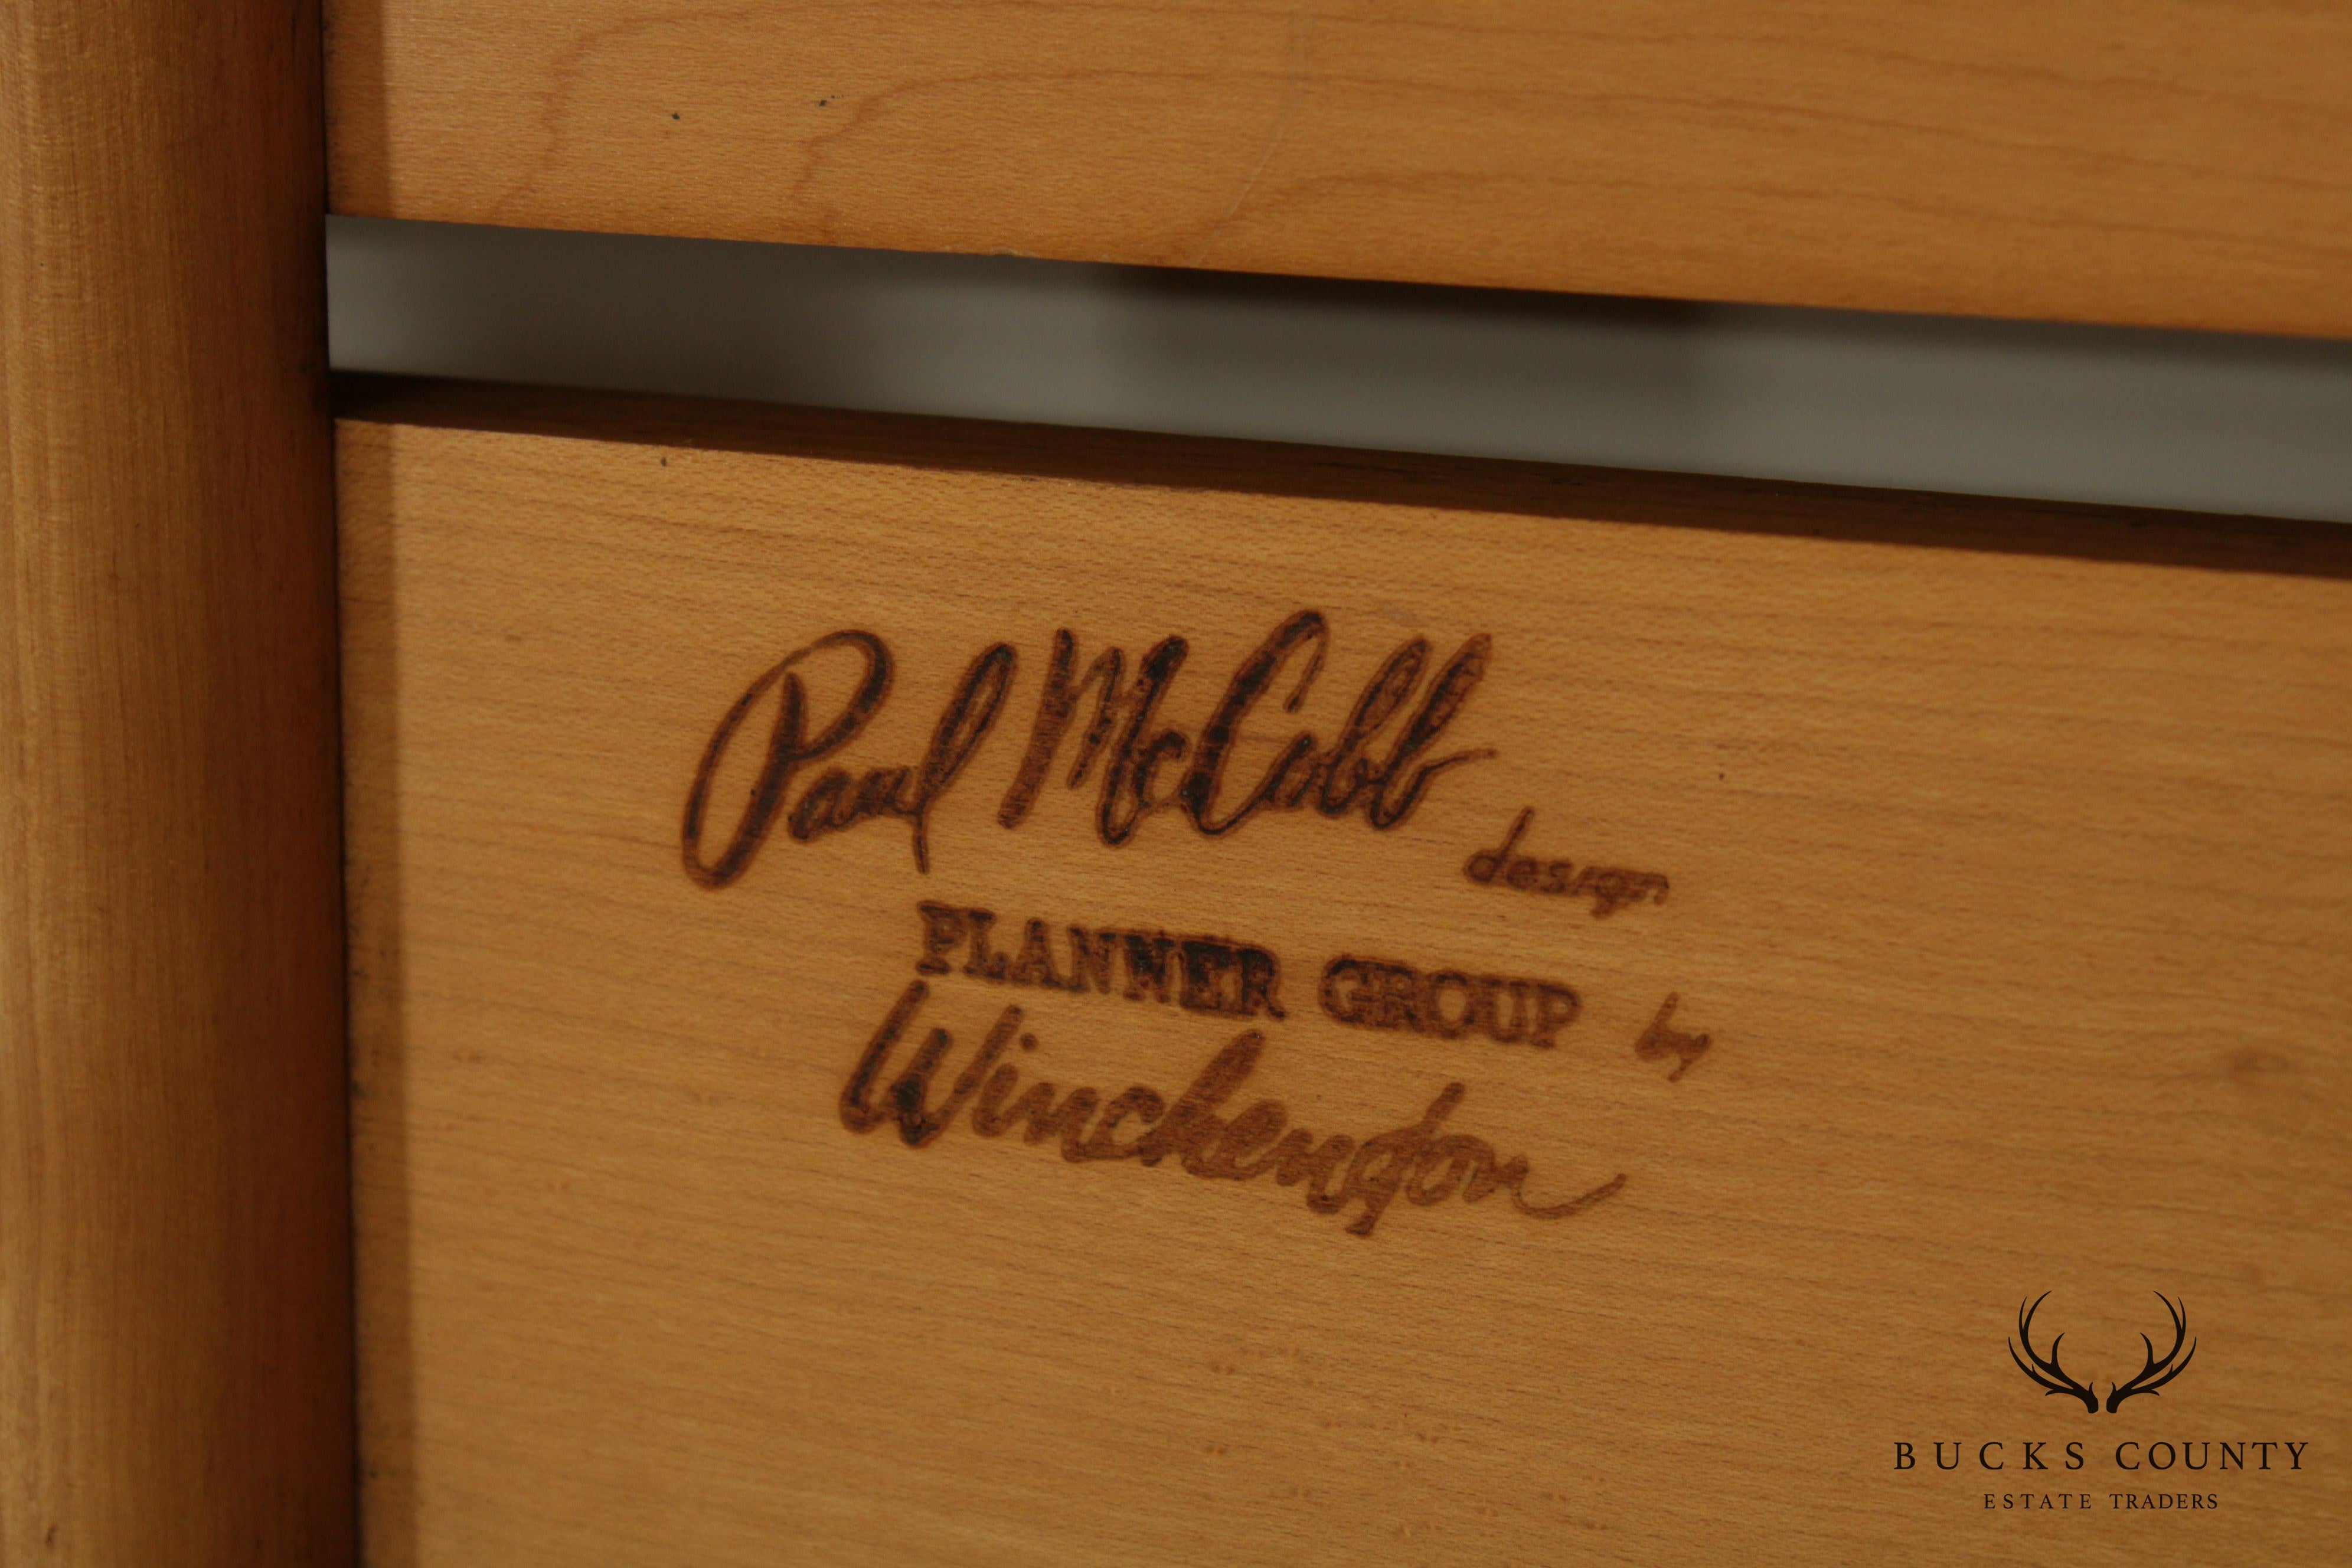 Paul McCobb
design
PLANNER GROUP by
Winchendon
BUCKS COUNTY
ESTATE TRADERS